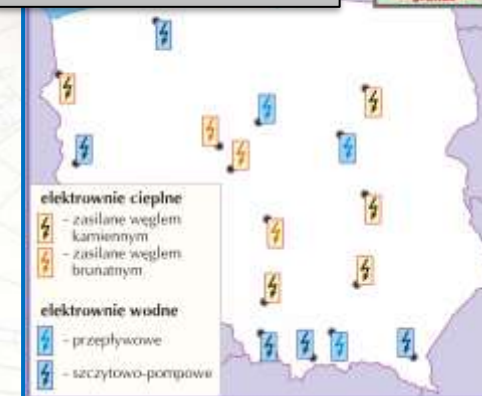 elektrownie cieplne
- zasilane węglem
kamiennym
- zasilane węglem
brunatnym
elektrownie wodne
- przepływowe
- szczytowo-pompowe